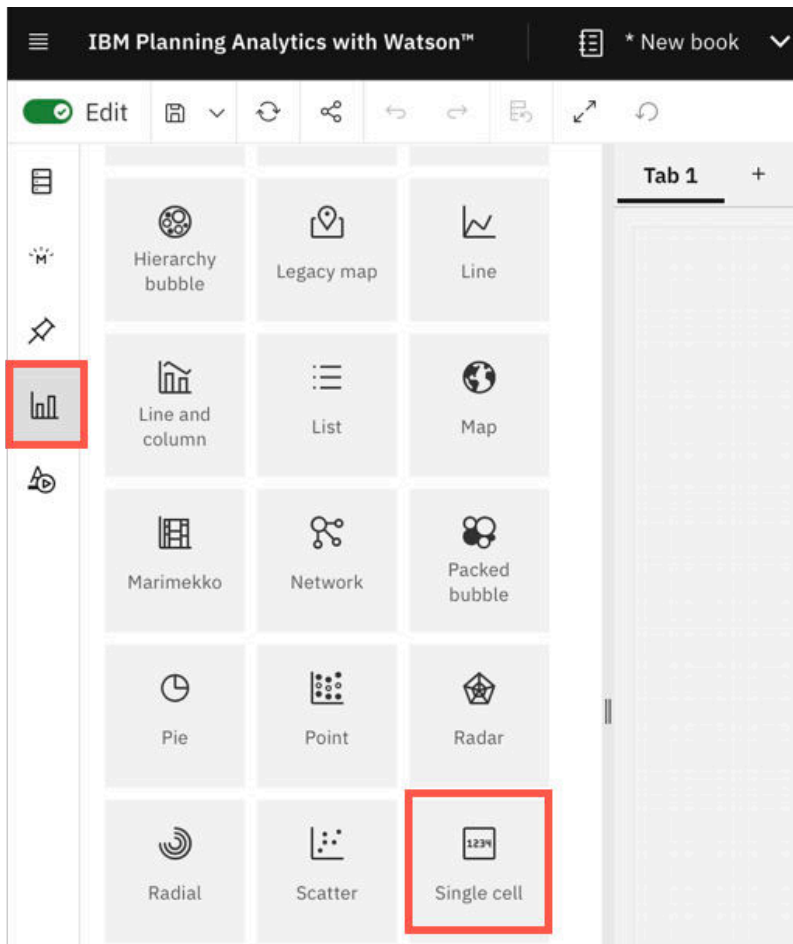 IBM Planning Analytics with Watson™
* New book
Edit
Tab 1
+
M
Hierarchy
bubble
Legacy map
Line
Line and
column
List
Map
Marimekko
Network
Packed
bubble
Pie
Point
Radar
Radial
Scatter
1234
Single cell